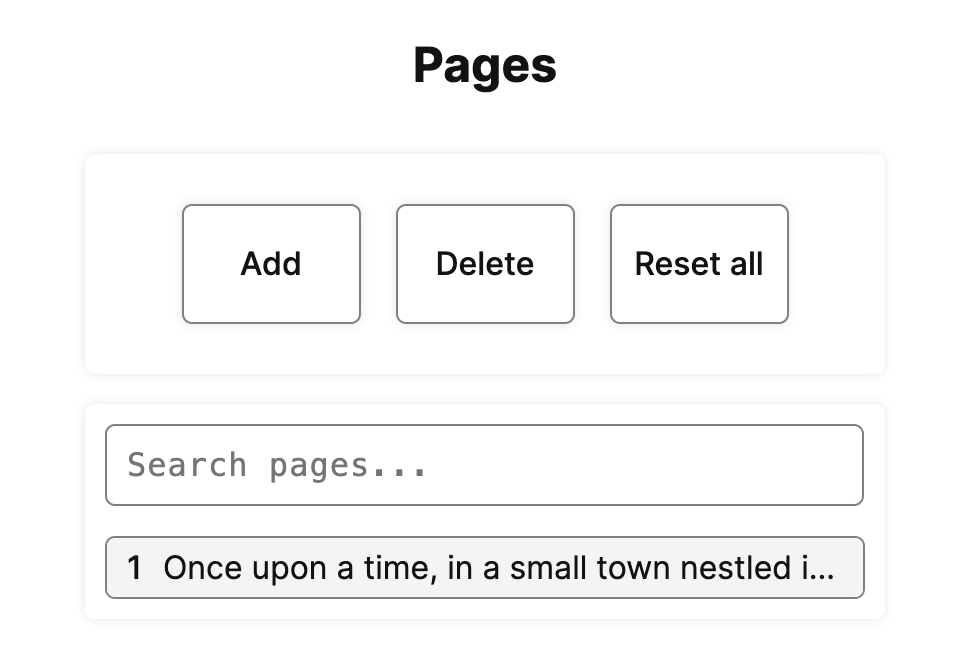 Pages
Add Delete Reset all
Search pages...
1 Once upon a time, in a small town nestled i...